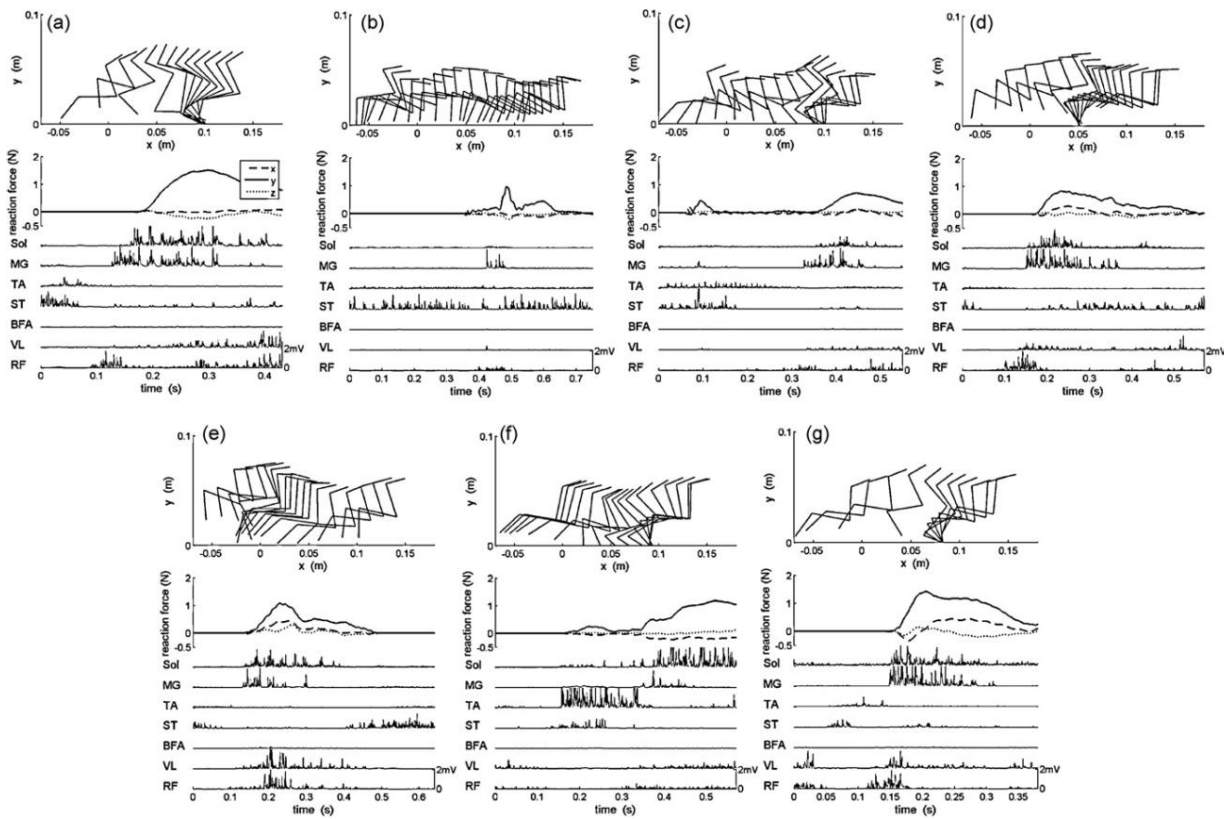 (a)
0.1
y (m)
0
-0.05 0 0.05 0.1 0.15
x (m)
reaction force (N)
2
1
0
-0.5
x
y
z
Sol
MG
TA
ST
BFA
VL
RF
2mV
0
0 0.1 0.2 0.3 0.4
time (s)
(b)
0.1
y (m)
0
-0.05 0 0.05 0.1 0.15
x (m)
reaction force (N)
2
1
0
-0.5
Sol
MG
TA
ST
BFA
VL
RF
2mV
0
0 0.1 0.2 0.3 0.4 0.5 0.6 0.7
time (s)
(c)
0.1
y (m)
0
-0.05 0 0.05 0.1 0.15
x (m)
reaction force (N)
2
1
0
-0.5
Sol
MG
TA
ST
BFA
VL
RF
2mV
0
0 0.1 0.2 0.3 0.4 0.5
time (s)
(d)
0.1
y (m)
0
-0.05 0 0.05 0.1 0.15
x (m)
reaction force (N)
2
1
0
-0.5
Sol
MG
TA
ST
BFA
VL
RF
2mV
0
0 0.1 0.2 0.3 0.4 0.5
time (s)
(e)
0.1
y (m)
0
-0.05 0 0.05 0.1 0.15
x (m)
reaction force (N)
2
1
0
-0.5
Sol
MG
TA
ST
BFA
VL
RF
2mV
0
0 0.1 0.2 0.3 0.4 0.5 0.6
time (s)
(f)
0.1
y (m)
0
-0.05 0 0.05 0.1 0.15
x (m)
reaction force (N)
2
1
0
-0.5
Sol
MG
TA
ST
BFA
VL
RF
2mV
0
0 0.1 0.2 0.3 0.4 0.5
time (s)
(g)
0.1
y (m)
0
-0.05 0 0.05 0.1 0.15
x (m)
reaction force (N)
2
1
0
-0.5
Sol
MG
TA
ST
BFA
VL
RF
2mV
0
0 0.05 0.1 0.15 0.2 0.25 0.3 0.35
time (s)